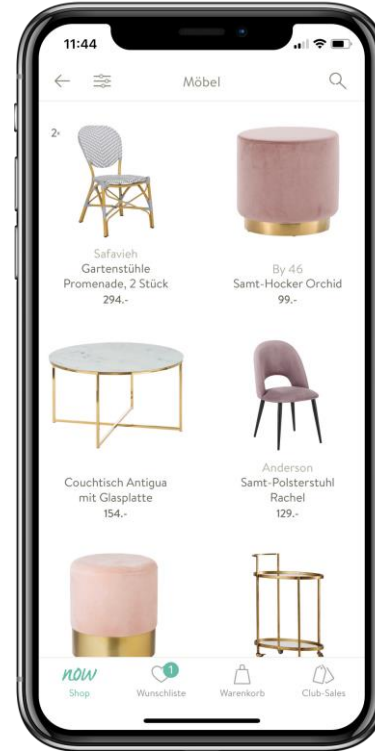 11:44
Möbel
2x
Safavieh
Gartenstühle
Promenade, 2 Stück
294.-
By 46
Samt-Hocker Orchid
99.-
Couchtisch Antigua
mit Glasplatte
154.-
Anderson
Samt-Polsterstuhl
Rachel
129.-
now
Shop
1
Wunschliste
Warenkorb
Club-Sales